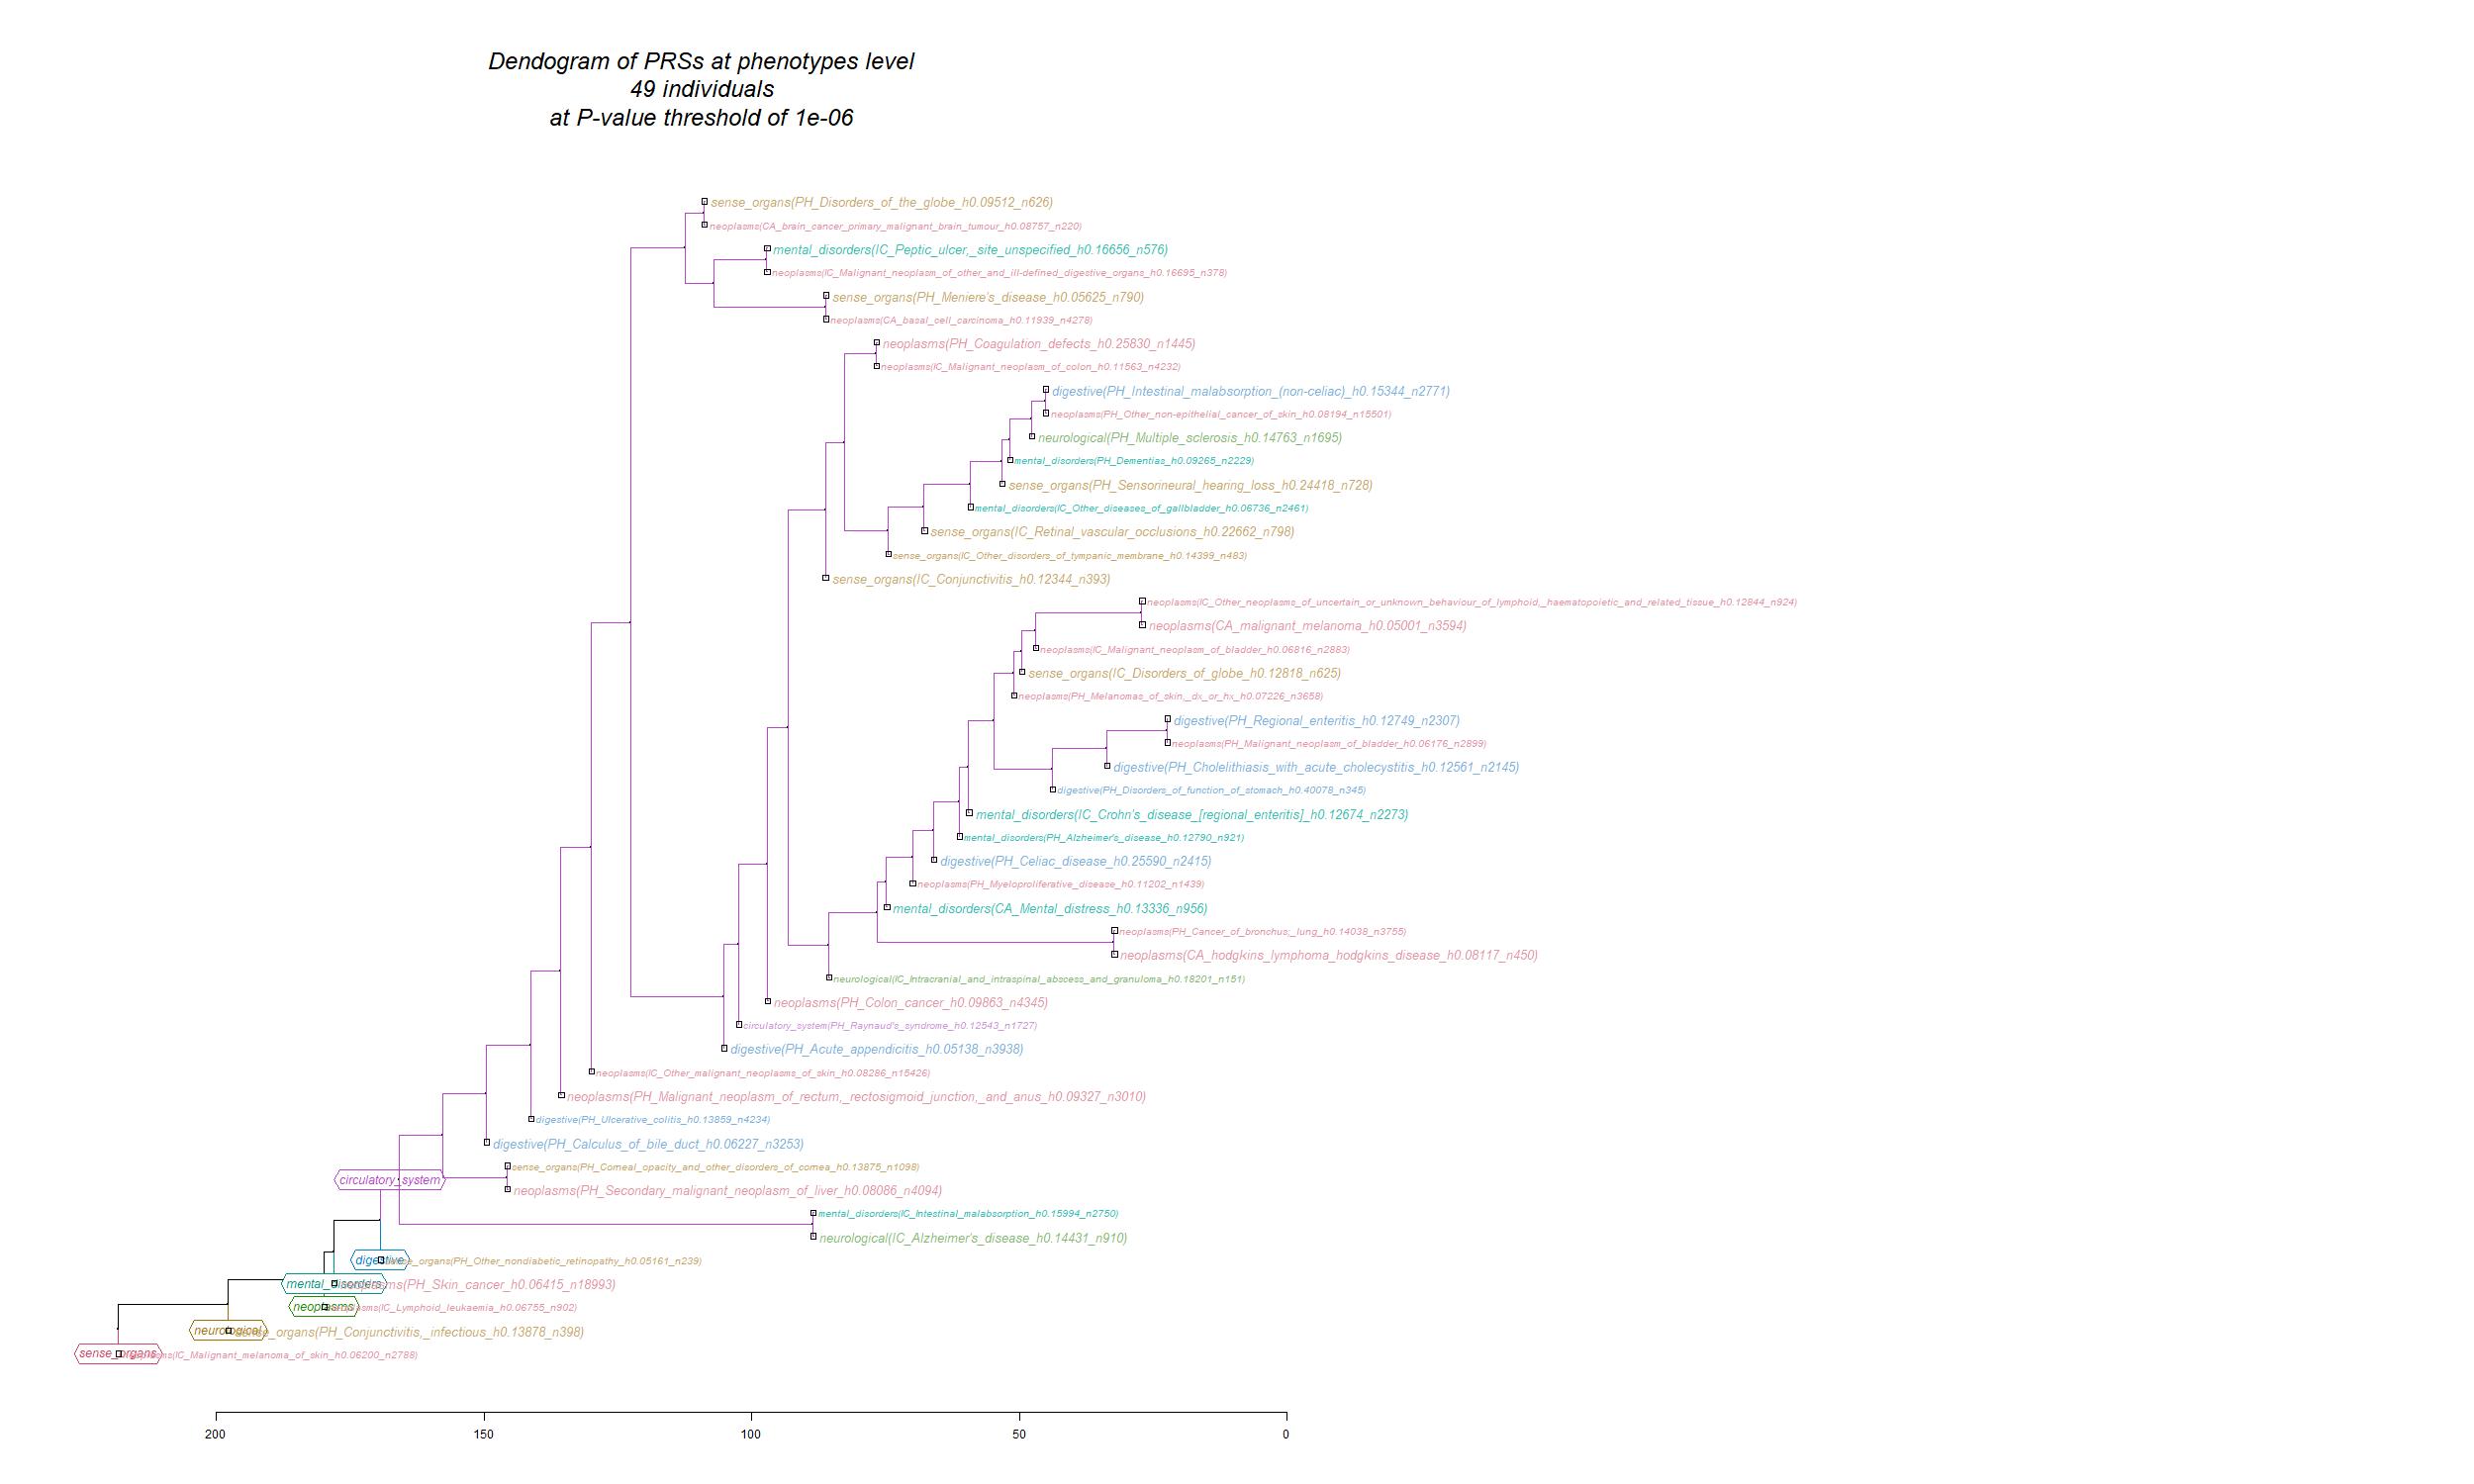 Dendogram of PRSs at phenotypes level
49 individuals
at P-value threshold of 1e-06
sense_organs(PH_Disorders_of_the_globe_h0.09512_n626)
neoplasms(CA_brain_cancer_primary_malignant_brain_tumour_h0.08757_n220)
mental_disorders(IC_Peptic_ulcer,_site_unspecified_h0.16656_n576)
neoplasms(IC_Malignant_neoplasm_of_other_and_ill-defined_digestive_organs_h0.16695_n378)
sense_organs(PH_Meniere's_disease_h0.05625_n790)
neoplasms(CA_basal_cell_carcinoma_h0.11939_n4278)
neoplasms(PH_Coagulation_defects_h0.25830_n1445)
neoplasms(IC_Malignant_neoplasm_of_colon_h0.11563_n4232)
digestive(PH_Intestinal_malabsorption_(non-celiac)_h0.15344_n2771)
neoplasms(PH_Other_non-epithelial_cancer_of_skin_h0.08194_n15501)
neurological(PH_Multiple_sclerosis_h0.14763_n1695)
mental_disorders(PH_Dementias_h0.09265_n2229)
sense_organs(PH_Sensorineural_hearing_loss_h0.24418_n728)
mental_disorders(IC_Other_diseases_of_gallbladder_h0.06736_n2461)
sense_organs(IC_Retinal_vascular_occlusions_h0.22662_n798)
sense_organs(IC_Other_disorders_of_tympanic_membrane_h0.14399_n483)
sense_organs(IC_Conjunctivitis_h0.12344_n393)
neoplasms(IC_Other_neoplasms_of_uncertain_or_unknown_behaviour_of_lymphoid,_haematopoietic_and_related_tissue_h0.12844_n924)
neoplasms(CA_malignant_melanoma_h0.05001_n3594)
neoplasms(IC_Malignant_neoplasm_of_bladder_h0.06816_n2883)
sense_organs(IC_Disorders_of_globe_h0.12818_n625)
neoplasms(PH_Melanomas_of_skin,_dx_or_hx_h0.07226_n3658)
digestive(PH_Regional_enteritis_h0.12749_n2307)
neoplasms(PH_Malignant_neoplasm_of_bladder_h0.06176_n2899)
digestive(PH_Cholelithiasis_with_acute_cholecystitis_h0.12561_n2145)
digestive(PH_Disorders_of_function_of_stomach_h0.40078_n345)
mental_disorders(IC_Crohn's_disease_[regional_enteritis]_h0.12674_n2273)
mental_disorders(PH_Alzheimer's_disease_h0.12790_n921)
digestive(PH_Celiac_disease_h0.25590_n2415)
neoplasms(PH_Myeloproliferative_disease_h0.11202_n1439)
mental_disorders(CA_Mental_distress_h0.13336_n956)
neoplasms(PH_Cancer_of_bronchus;_lung_h0.14038_n3755)
neoplasms(CA_hodgkins_lymphoma_hodgkins_disease_h0.08117_n450)
neurological(IC_Intracranial_and_intraspinal_abscess_and_granuloma_h0.18201_n151)
neoplasms(PH_Colon_cancer_h0.09863_n4345)
circulatory_system(PH_Raynaud's_syndrome_h0.12543_n1727)
digestive(PH_Acute_appendicitis_h0.05138_n3938)
neoplasms(IC_Other_malignant_neoplasms_of_skin_h0.08286_n15426)
neoplasms(PH_Malignant_neoplasm_of_rectum,_rectosigmoid_junction,_and_anus_h0.09327_n3010)
digestive(PH_Ulcerative_colitis_h0.13859_n4234)
digestive(PH_Calculus_of_bile_duct_h0.06227_n3253)
sense_organs(PH_Corneal_opacity_and_other_disorders_of_cornea_h0.13875_n1098)
circulatory_system
neoplasms(PH_Secondary_malignant_neoplasm_of_liver_h0.08086_n4094)
mental_disorders(IC_Intestinal_malabsorption_h0.15994_n2750)
neurological(IC_Alzheimer's_disease_h0.14431_n910)
digestive sense_organs(PH_Other_nondiabetic_retinopathy_h0.05161_n239)
mental_disorders neoplasms(PH_Skin_cancer_h0.06415_n18993)
neoplasms neoplasms(IC_Lymphoid_leukaemia_h0.06755_n902)
neurological sense_organs(PH_Conjunctivitis,_infectious_h0.13878_n398)
sense_organs neoplasms(IC_Malignant_melanoma_of_skin_h0.06200_n2788)
200 150 100 50 0